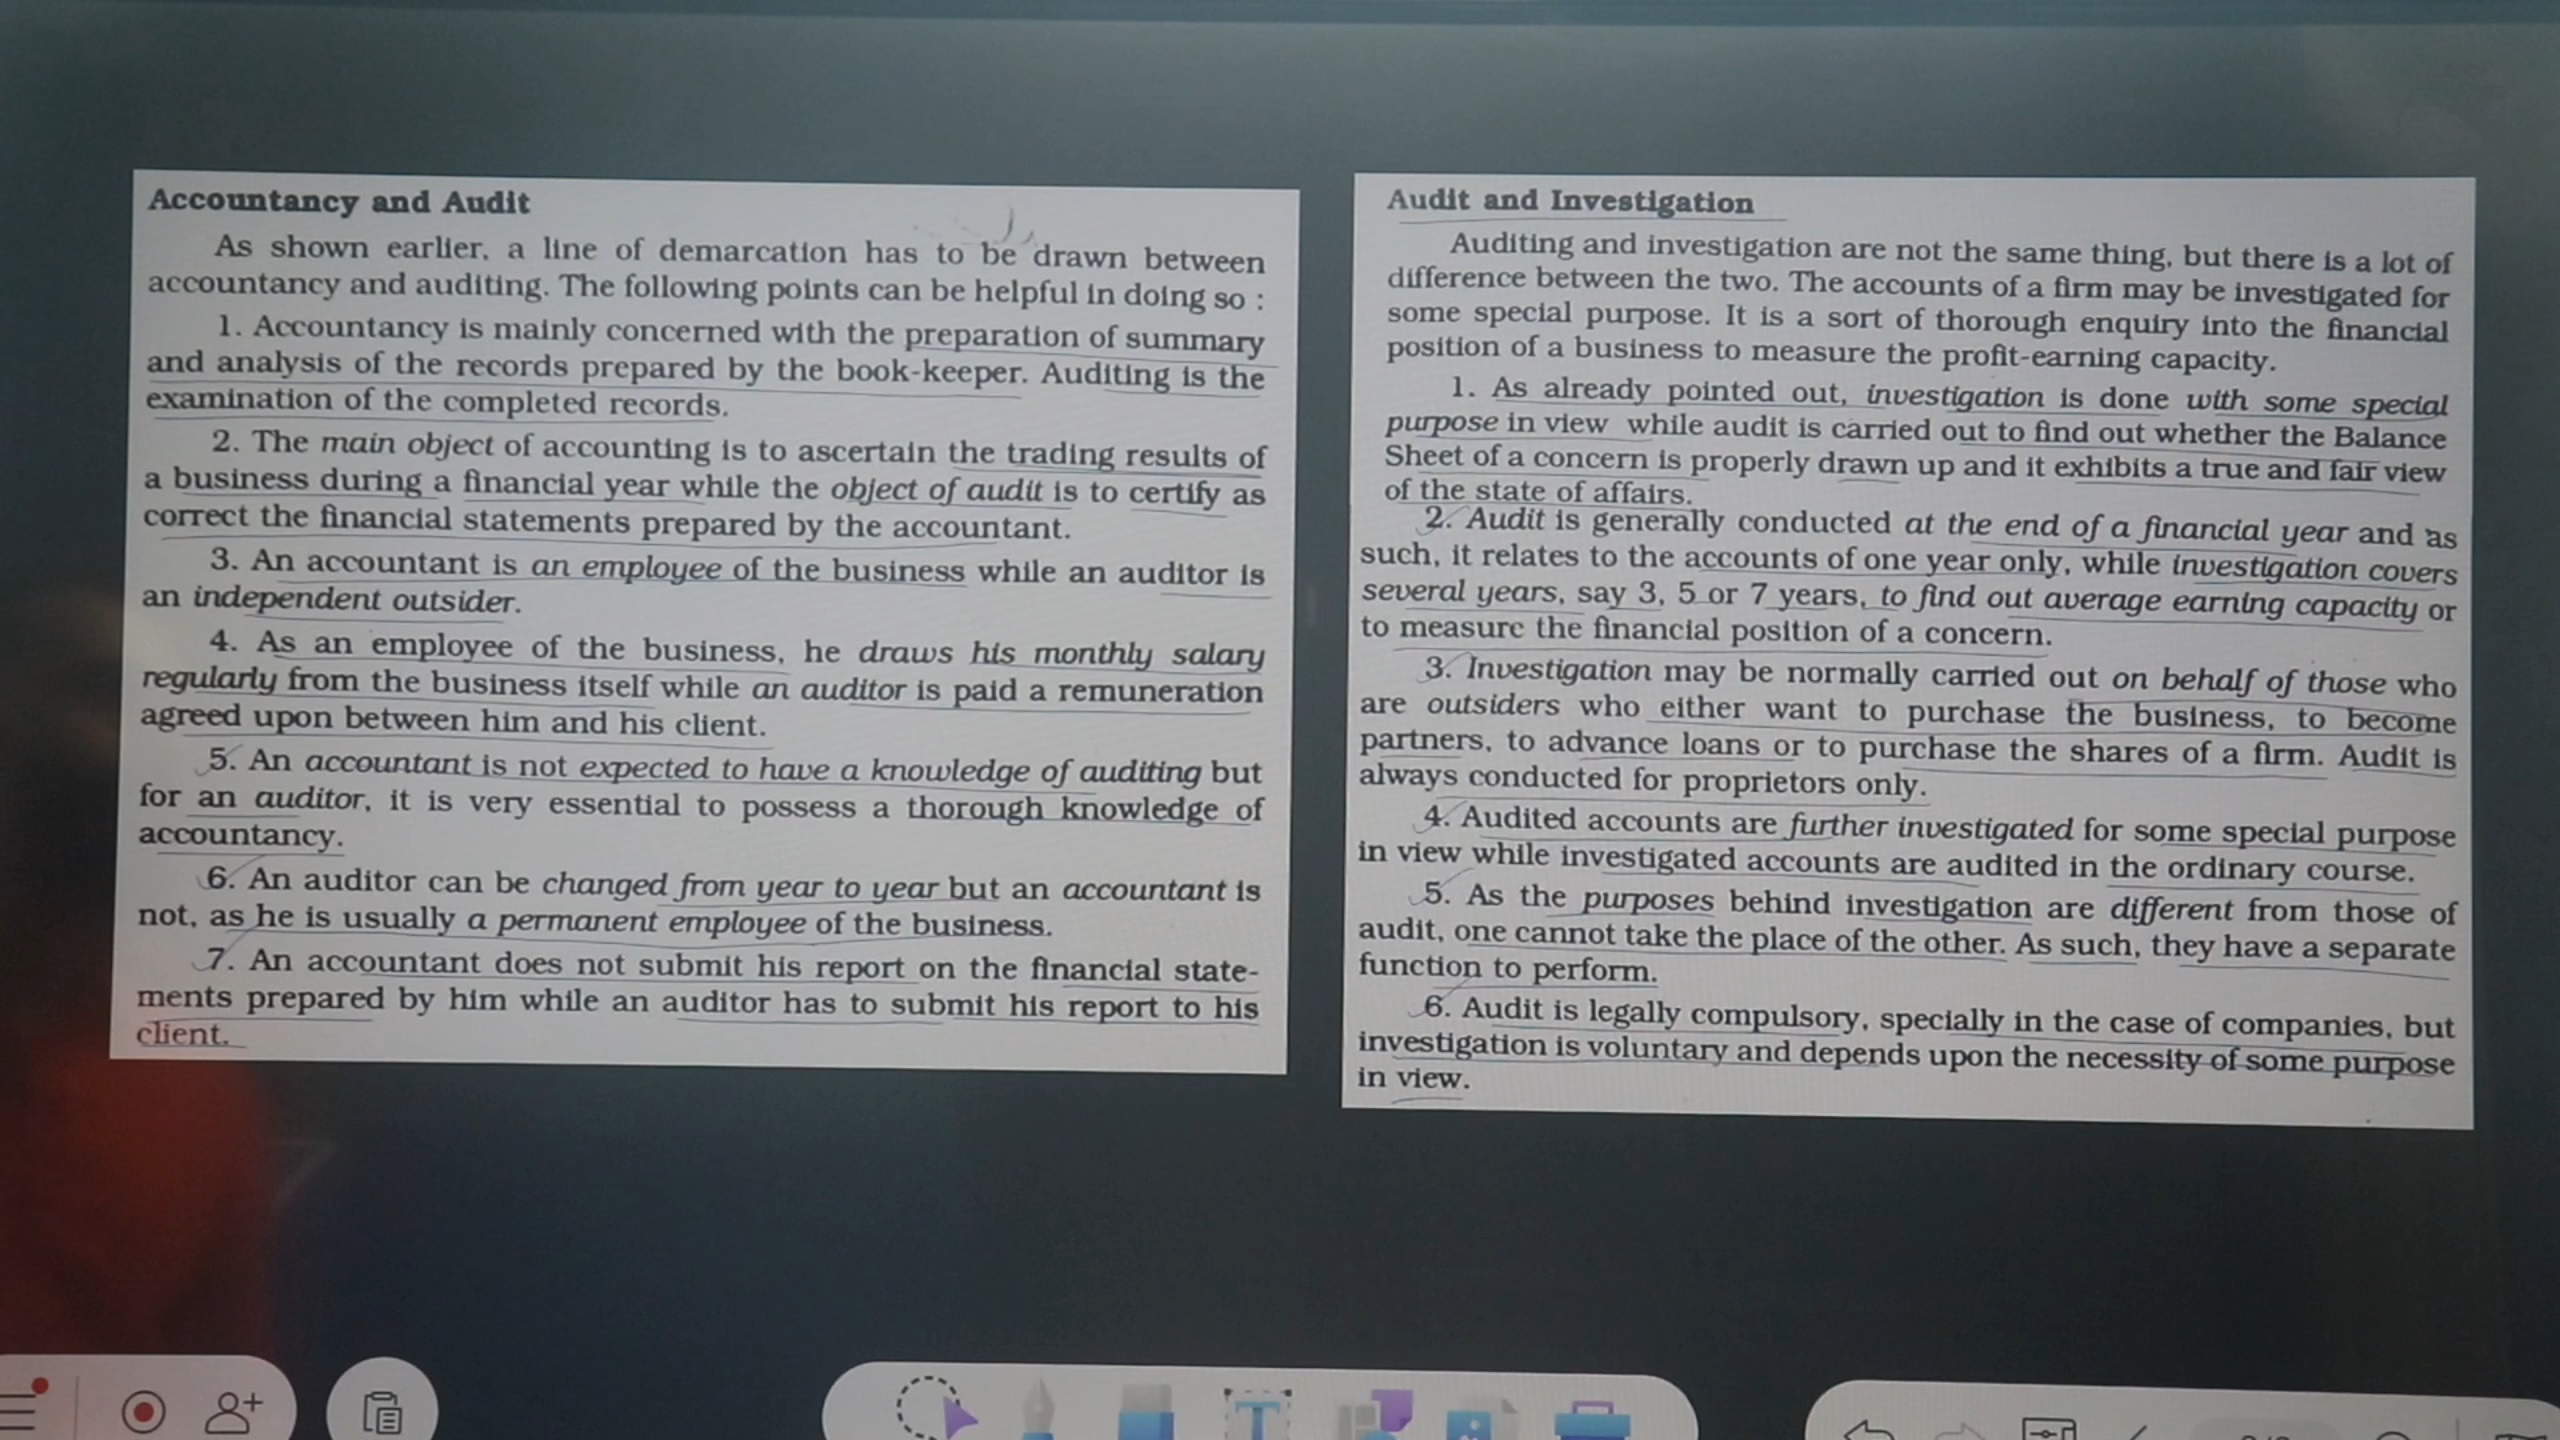 Accountancy and Audit
As shown earlier, a line of demarcation has to be drawn between
accountancy and auditing. The following points can be helpful in doing so :
1. Accountancy is mainly concerned with the preparation of summary
and analysis of the records prepared by the book-keeper. Auditing is the
examination of the completed records.
2. The main object of accounting is to ascertain the trading results of
a business during a financial year while the object of audit is to certify as
correct the financial statements prepared by the accountant.
3. An accountant is an employee of the business while an auditor is
an independent outsider.
4. As an employee of the business, he draws his monthly salary
regularly from the business itself while an auditor is paid a remuneration
agreed upon between him and his client.
5. An accountant is not expected to have a knowledge of auditing but
for an auditor, it is very essential to possess a thorough knowledge of
accountancy.
6. An auditor can be changed from year to year but an accountant is
not, as he is usually a permanent employee of the business.
7. An accountant does not submit his report on the financial state-
ments prepared by him while an auditor has to submit his report to his
client.
Audit and Investigation
Auditing and investigation are not the same thing, but there is a lot of
difference between the two. The accounts of a firm may be investigated for
some special purpose. It is a sort of thorough enquiry into the financial
position of a business to measure the profit-earning capacity.
1. As already pointed out, investigation is done with some special
purpose in view while audit is carried out to find out whether the Balance
Sheet of a concern is properly drawn up and it exhibits a true and fair view
of the state of affairs.
2. Audit is generally conducted at the end of a financial year and as
such, it relates to the accounts of one year only, while investigation covers
several years, say 3, 5 or 7 years, to find out average earning capacity or
to measure the financial position of a concern.
3. Investigation may be normally carried out on behalf of those who
are outsiders who either want to purchase the business, to become
partners, to advance loans or to purchase the shares of a firm. Audit is
always conducted for proprietors only.
4. Audited accounts are further investigated for some special purpose
in view while investigated accounts are audited in the ordinary course.
5. As the purposes behind investigation are different from those of
audit, one cannot take the place of the other. As such, they have a separate
function to perform.
6. Audit is legally compulsory, specially in the case of companies, but
investigation is voluntary and depends upon the necessity of some purpose
in view.